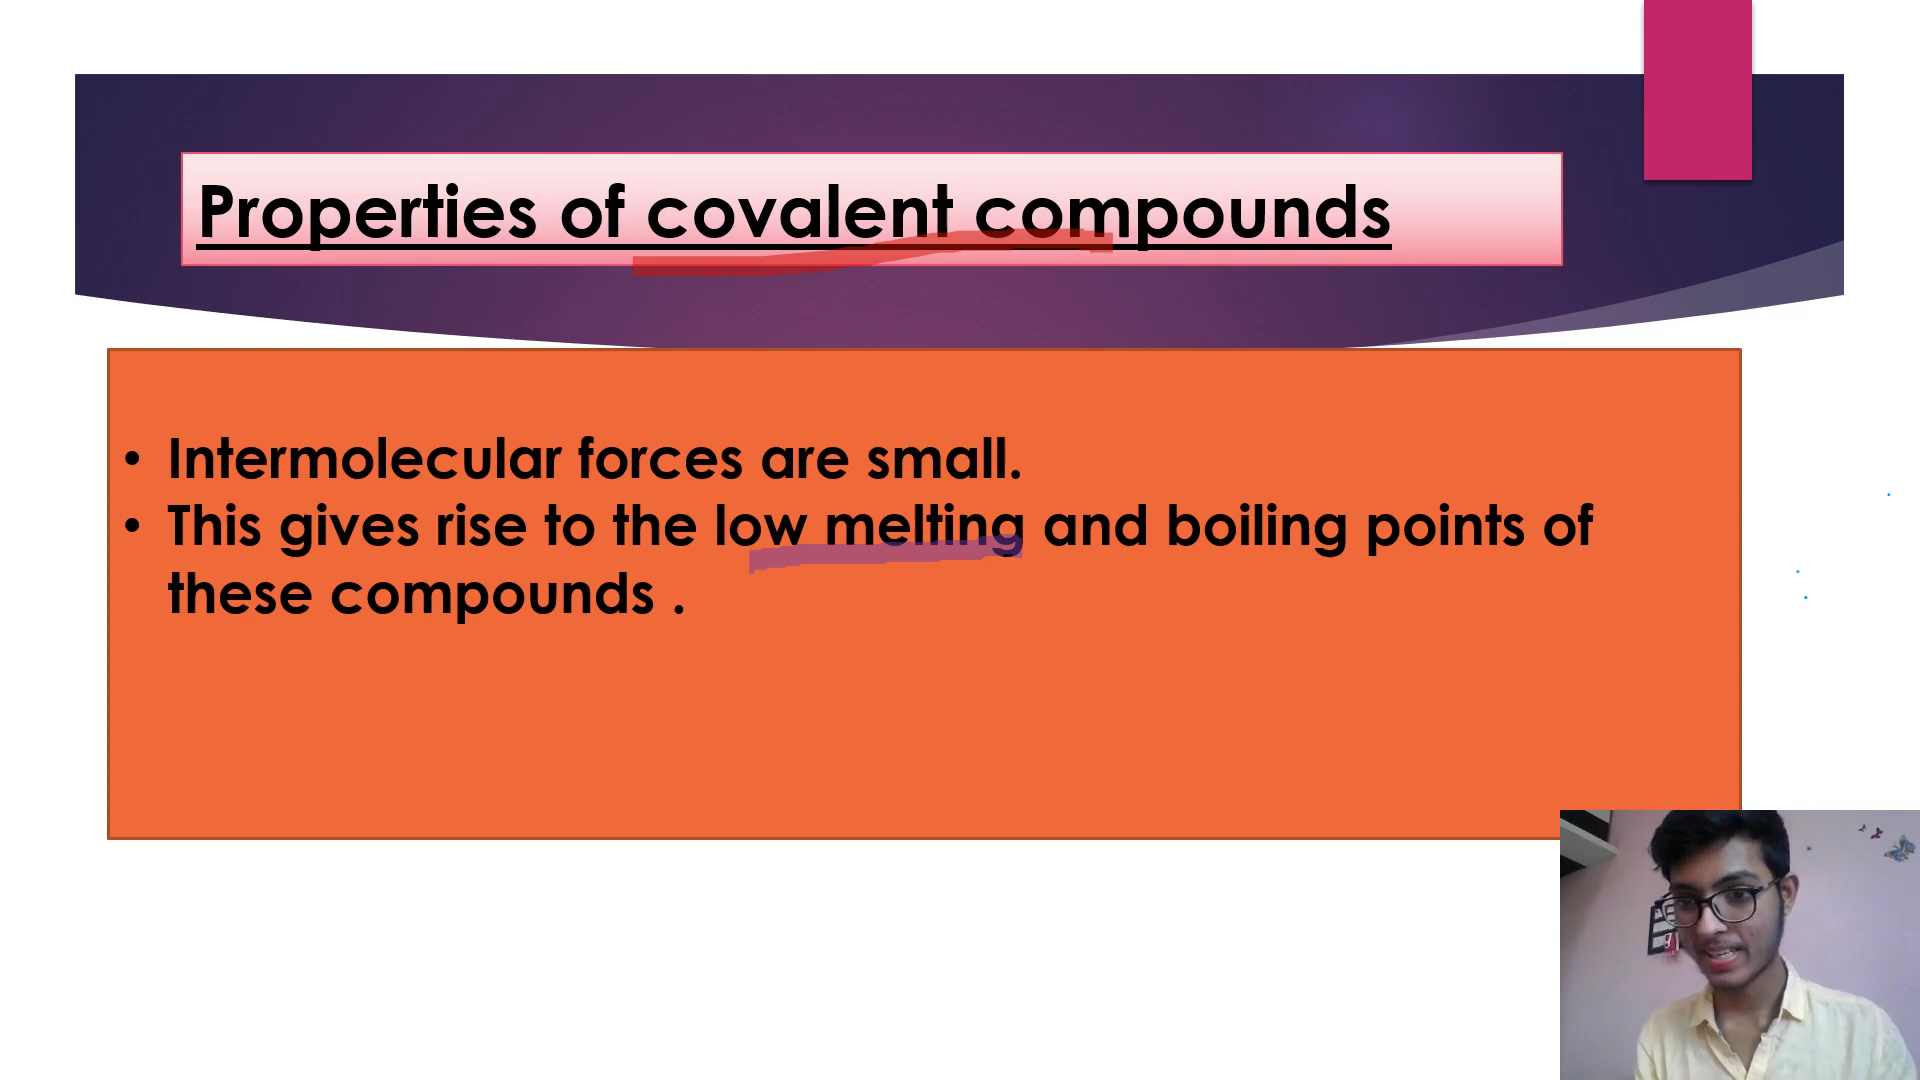 Properties of covalent compounds
• Intermolecular forces are small.
• This gives rise to the low melting and boiling points of
these compounds .